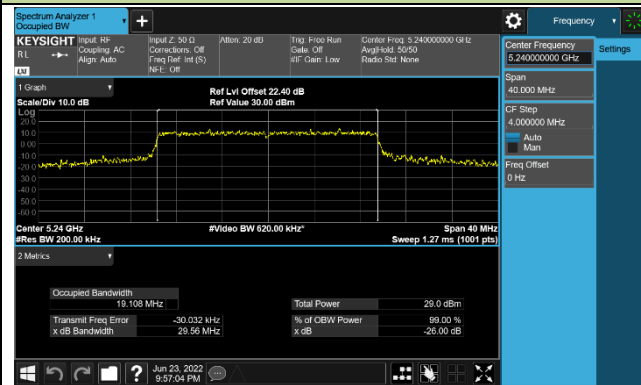 Spectrum Analyzer 1
Occupied BW
+
Frequency
KEYSIGHT
R L
LXI
Input: RF
Coupling: AC
Align: Auto
Input Z: 50 Ω
Corrections: Off
Freq Ref: Int (S)
NFE: Off
Atten: 20 dB
Trig: Free Run
Gate: Off
#IF Gain: Low
Center Freq: 5.240000000 GHz
Avg|Hold: 50/50
Radio Std: None
Center Frequency
5.240000000 GHz
Settings
Span
40.000 MHz
CF Step
4.000000 MHz
Auto
Man
Freq Offset
0 Hz
1 Graph
Scale/Div 10.0 dB
Ref Lvl Offset 22.40 dB
Ref Value 30.00 dBm
Log
20.0
10.0
0.00
-10.0
-20.0
-30.0
-40.0
-50.0
-60.0
Center 5.24 GHz
#Res BW 200.00 kHz
#Video BW 620.00 kHz*
Span 40 MHz
Sweep 1.27 ms (1001 pts)
2 Metrics
Occupied Bandwidth
19.108 MHz
Total Power 29.0 dBm
Transmit Freq Error -30.032 kHz
% of OBW Power 99.00 %
x dB Bandwidth 29.56 MHz
x dB -26.00 dB
?
Jun 23, 2022
9:57:04 PM